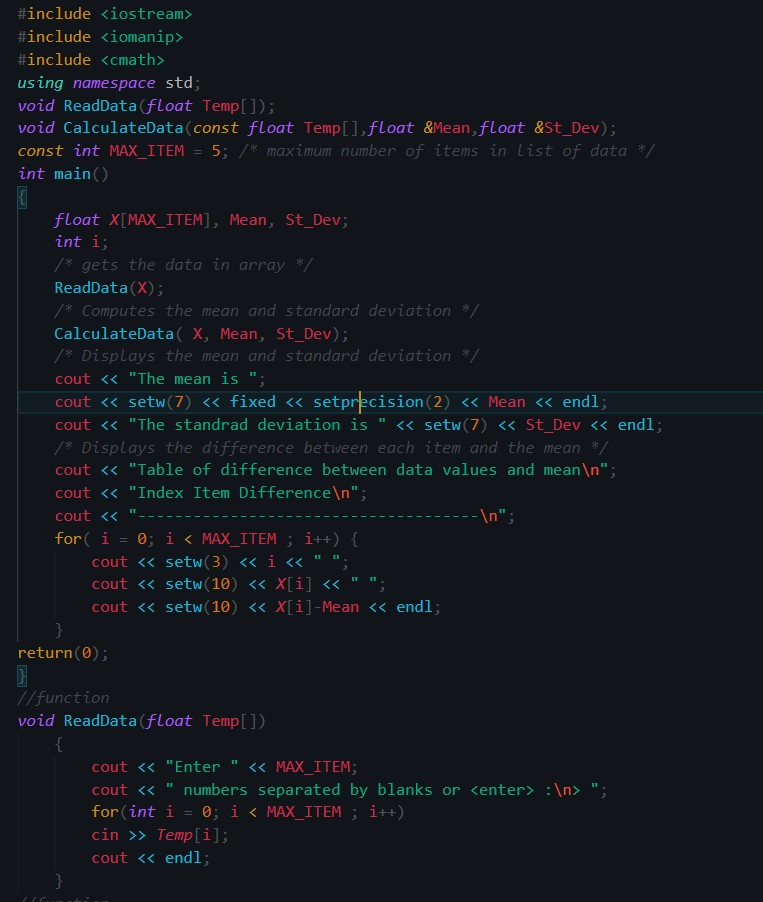 #include <iostream>
#include <iomanip>
#include <cmath>
using namespace std;
void ReadData(float Temp[]);
void CalculateData(const float Temp[],float &Mean,float &St_Dev);
const int MAX_ITEM = 5; /* maximum number of items in list of data */
int main()
{
float X[MAX_ITEM], Mean, St_Dev;
int i;
/* gets the data in array */
ReadData(X);
/* Computes the mean and standard deviation */
CalculateData( X, Mean, St_Dev);
/* Displays the mean and standard deviation */
cout << "The mean is ";
cout << setw(7) << fixed << setprecision(2) << Mean << endl;
cout << "The standrad deviation is " << setw(7) << St_Dev << endl;
/* Displays the difference between each item and the mean */
cout << "Table of difference between data values and mean\n";
cout << "Index Item Difference\n";
cout << "-------------------------------------\n";
for( i = 0; i < MAX_ITEM ; i++) {
cout << setw(3) << i << " ";
cout << setw(10) << X[i] << " ";
cout << setw(10) << X[i]-Mean << endl;
}
return(0);
}
//function
void ReadData(float Temp[])
{
cout << "Enter " << MAX_ITEM;
cout << " numbers separated by blanks or <enter> :\n> ";
for(int i = 0; i < MAX_ITEM ; i++)
cin >> Temp[i];
cout << endl;
}
//function